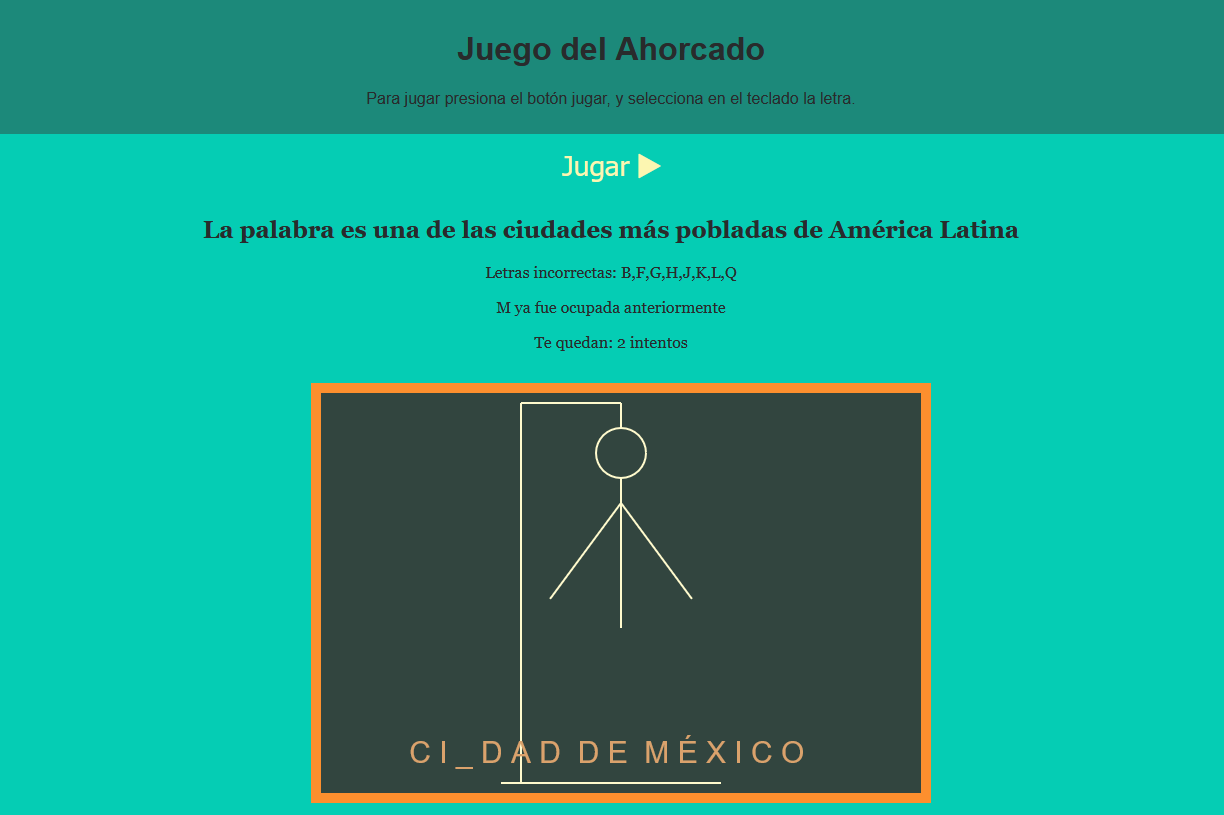 Juego del Ahorcado
Para jugar presiona el botón jugar, y selecciona en el teclado la letra.
Jugar
La palabra es una de las ciudades más pobladas de América Latina
Letras incorrectas: B,F,G,H,J,K,L,Q
M ya fue ocupada anteriormente
Te quedan: 2 intentos
C I _ D A D D E M É X I C O